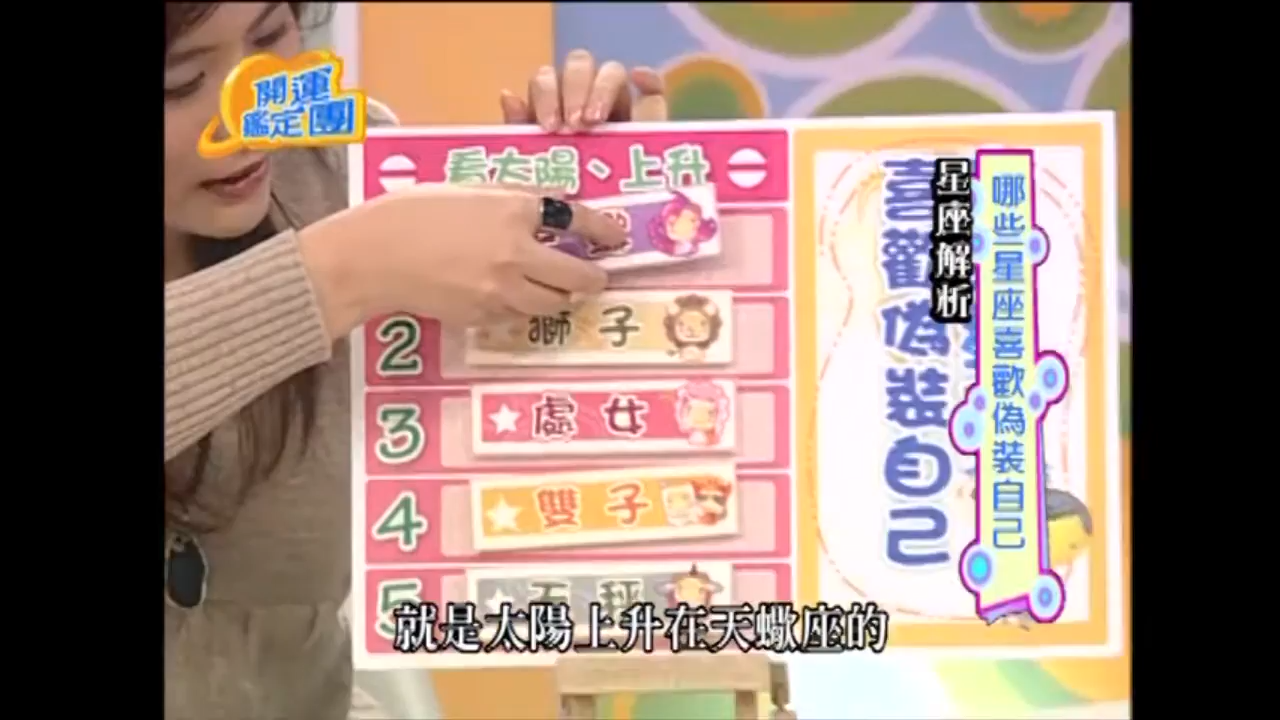 開運
鑑定團
看太陽、上升
2
獅子
3
處女
4
雙子
5
天秤
喜歡偽裝自己
星座解析
哪些星座喜歡偽裝自己
就是太陽上升在天蠍座的